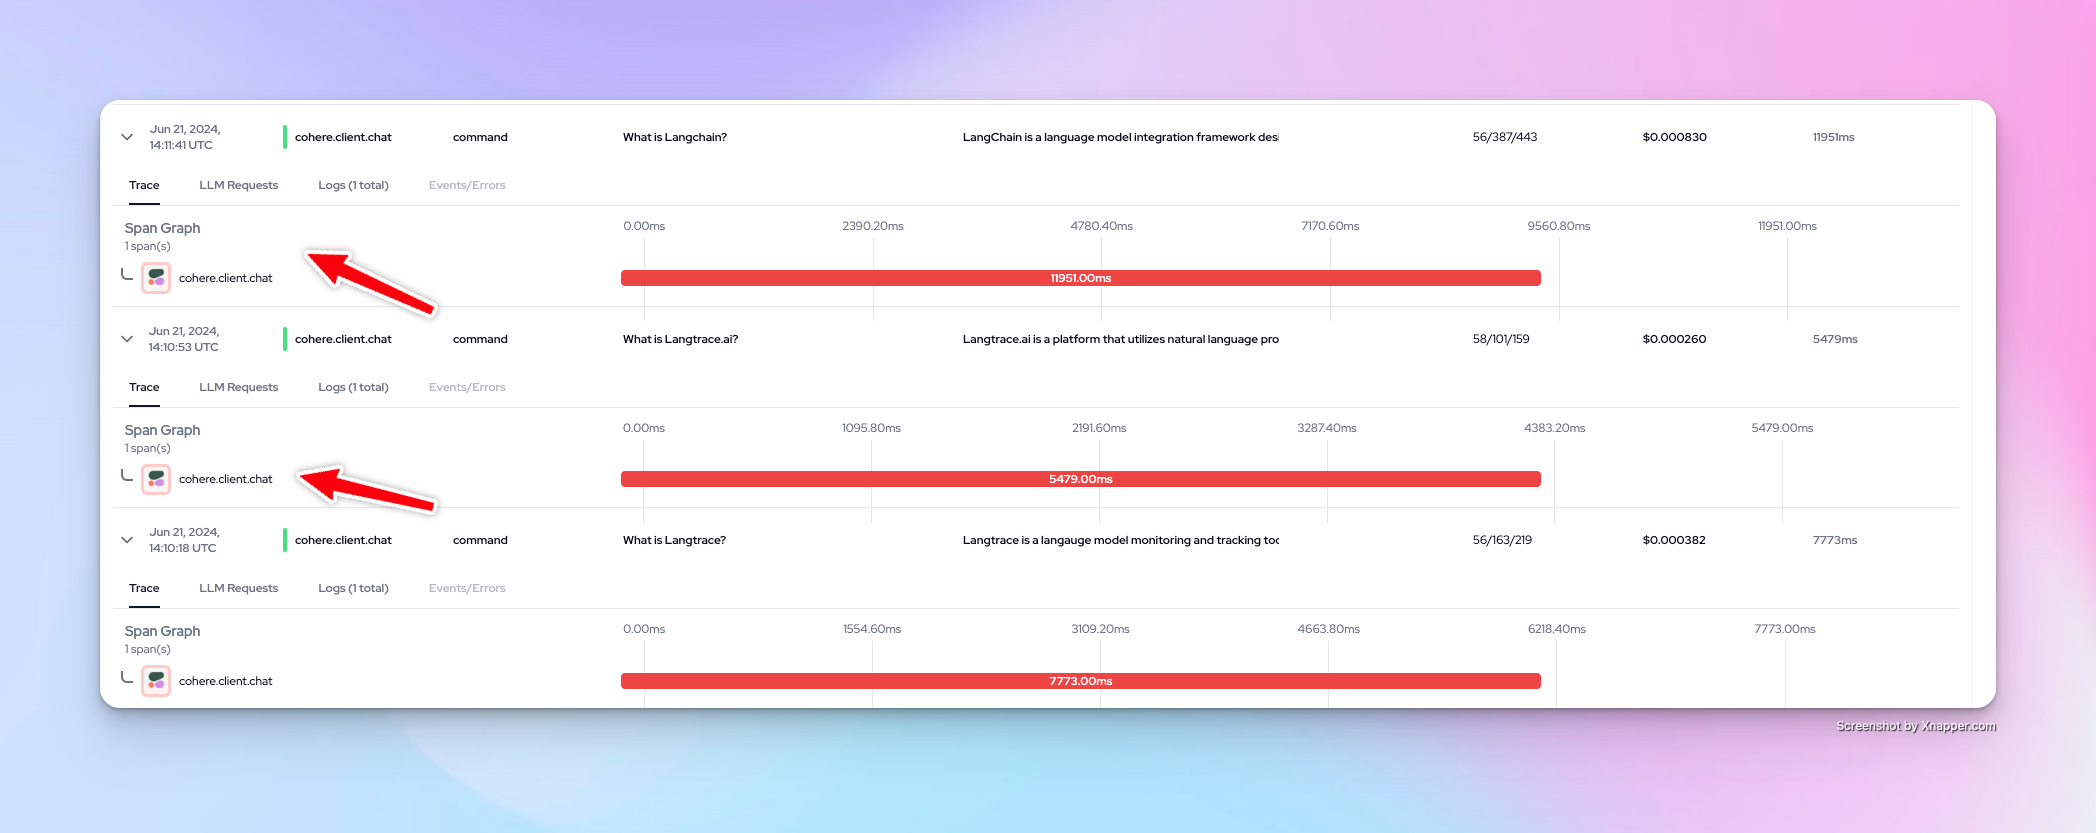 Jun 21, 2024,
14:11:41 UTC
cohere.client.chat
command
What is Langchain?
LangChain is a language model integration framework desi
56/387/443
$0.000830
11951ms
Trace
LLM Requests
Logs (1 total)
Events/Errors
Span Graph
1 span(s)
0.00ms
2390.20ms
4780.40ms
7170.60ms
9560.80ms
11951.00ms
cohere.client.chat
11951.00ms
Jun 21, 2024,
14:10:53 UTC
cohere.client.chat
command
What is Langtrace.ai?
Langtrace.ai is a platform that utilizes natural language pro
58/101/159
$0.000260
5479ms
Trace
LLM Requests
Logs (1 total)
Events/Errors
Span Graph
1 span(s)
0.00ms
1095.80ms
2191.60ms
3287.40ms
4383.20ms
5479.00ms
cohere.client.chat
5479.00ms
Jun 21, 2024,
14:10:18 UTC
cohere.client.chat
command
What is Langtrace?
Langtrace is a langauge model monitoring and tracking too
56/163/219
$0.000382
7773ms
Trace
LLM Requests
Logs (1 total)
Events/Errors
Span Graph
1 span(s)
0.00ms
1554.60ms
3109.20ms
4663.80ms
6218.40ms
7773.00ms
cohere.client.chat
7773.00ms
Screenshot by Xnapper.com